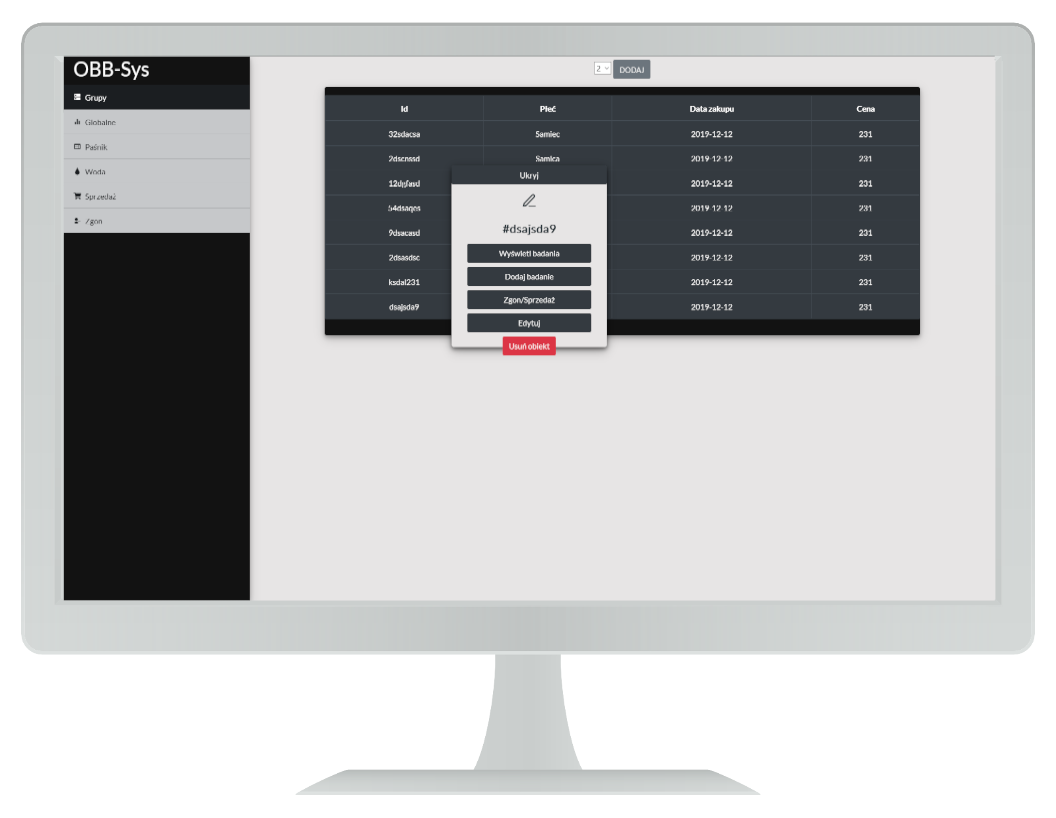 OBB-Sys
Grupy
Globalne
Paśnik
Woda
Sprzedaż
Zgon
2 DODAJ
Id Płeć Data zakupu Cena
32sdacsa Samiec 2019-12-12 231
2dscnssd Samica 2019-12-12 231
12dgfasd 2019-12-12 231
54dsaqes 2019-12-12 231
9dsacasd 2019-12-12 231
2dsasdsc 2019-12-12 231
ksdal231 2019-12-12 231
dsajsda9 2019-12-12 231
Ukryj
#dsajsda9
Wyświetl badania
Dodaj badanie
Zgon/Sprzedaż
Edytuj
Usuń obiekt